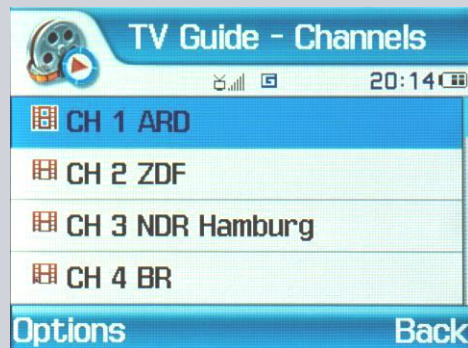 TV Guide - Channels
G 20:14
CH 1 ARD
CH 2 ZDF
CH 3 NDR Hamburg
CH 4 BR
Options Back